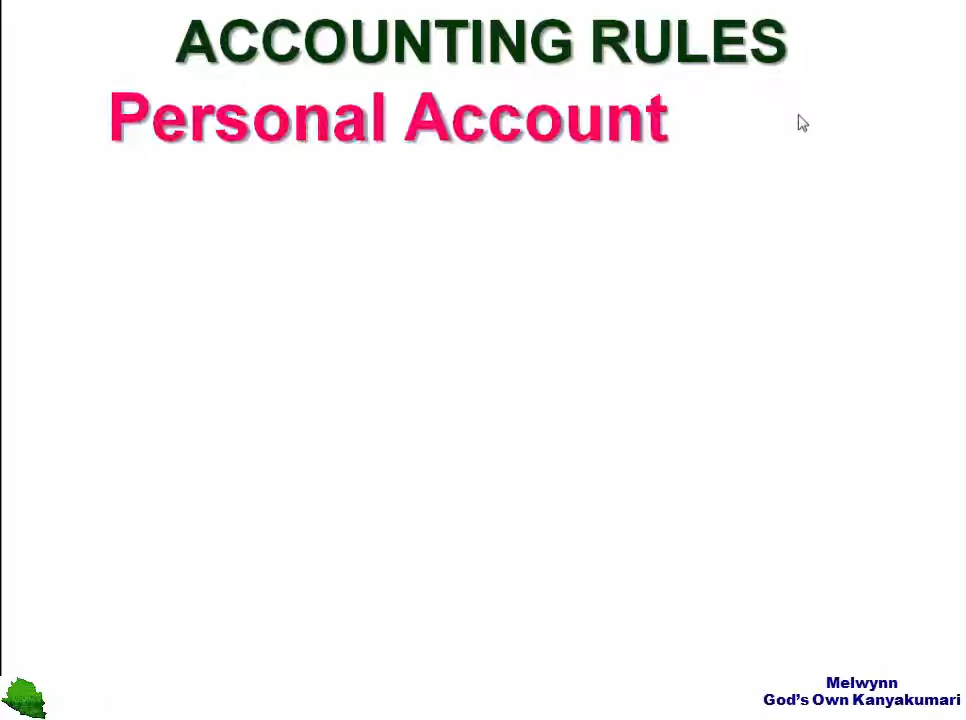 ACCOUNTING RULES
Personal Account
Melwynn
God's Own Kanyakumari